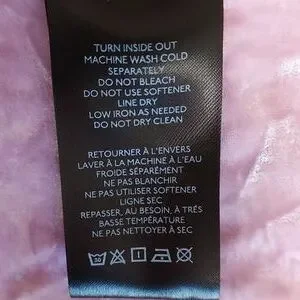 TURN INSIDE OUT
MACHINE WASH COLD
SEPARATELY
DO NOT BLEACH
DO NOT USE SOFTENER
LINE DRY
LOW IRON AS NEEDED
DO NOT DRY CLEAN
RETOURNER À L'ENVERS
LAVER À LA MACHINE À L'EAU
FROIDE SÉPARÉMENT
NE PAS BLANCHIR
NE PAS UTILISER SOFTENER
LIGNE SEC
REPASSER, AU BESOIN, À TRÉS
BASSE TEMPÉRATURE
NE PAS NETTOYER À SEC
30